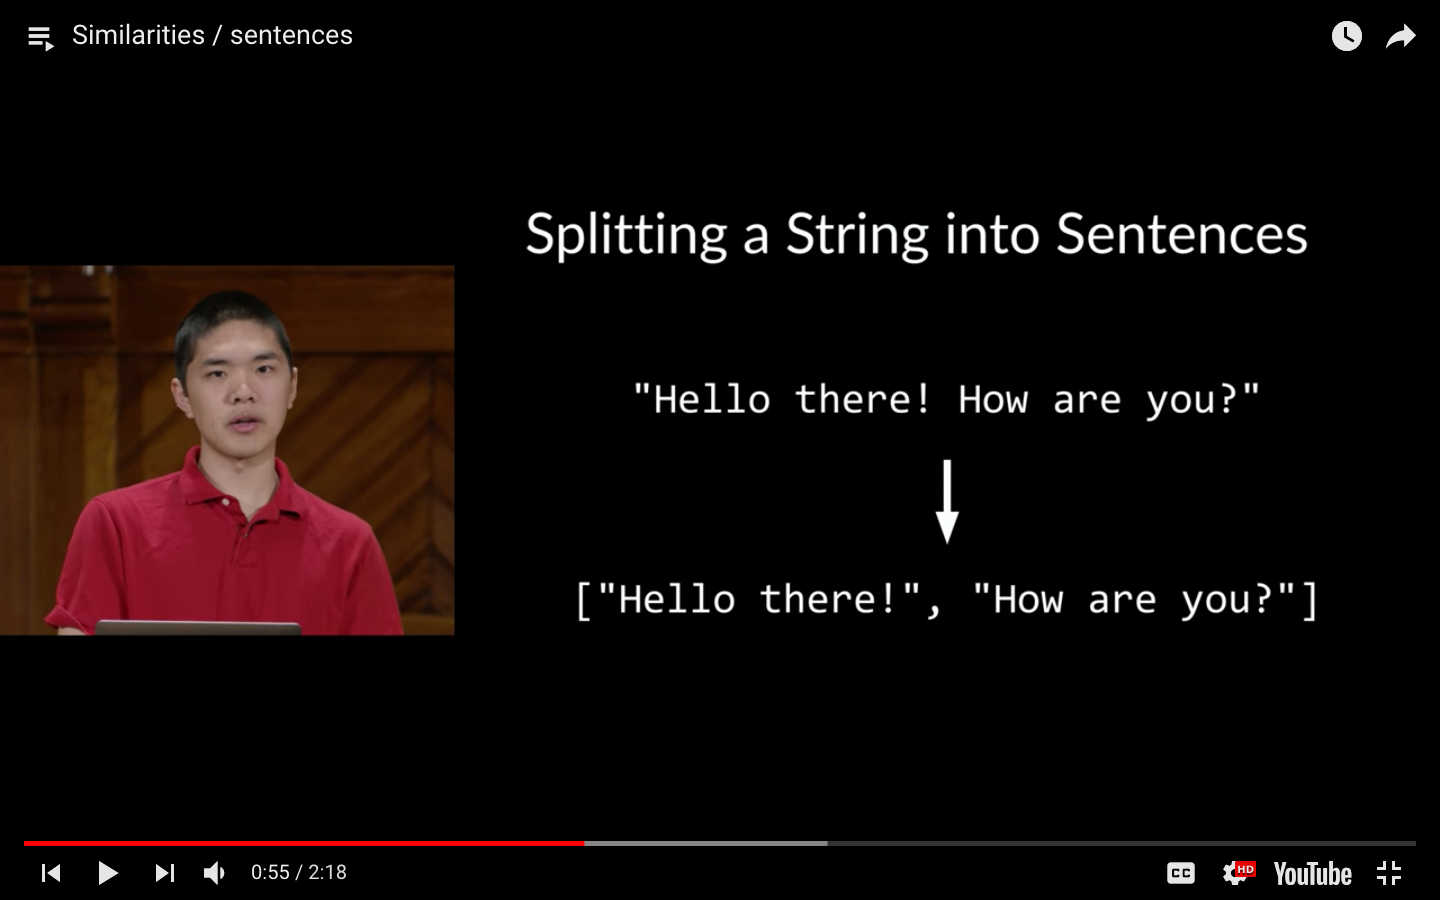 Similarities / sentences
Splitting a String into Sentences
"Hello there! How are you?"
["Hello there!", "How are you?"]
0:55 / 2:18
CC
HD
YouTube